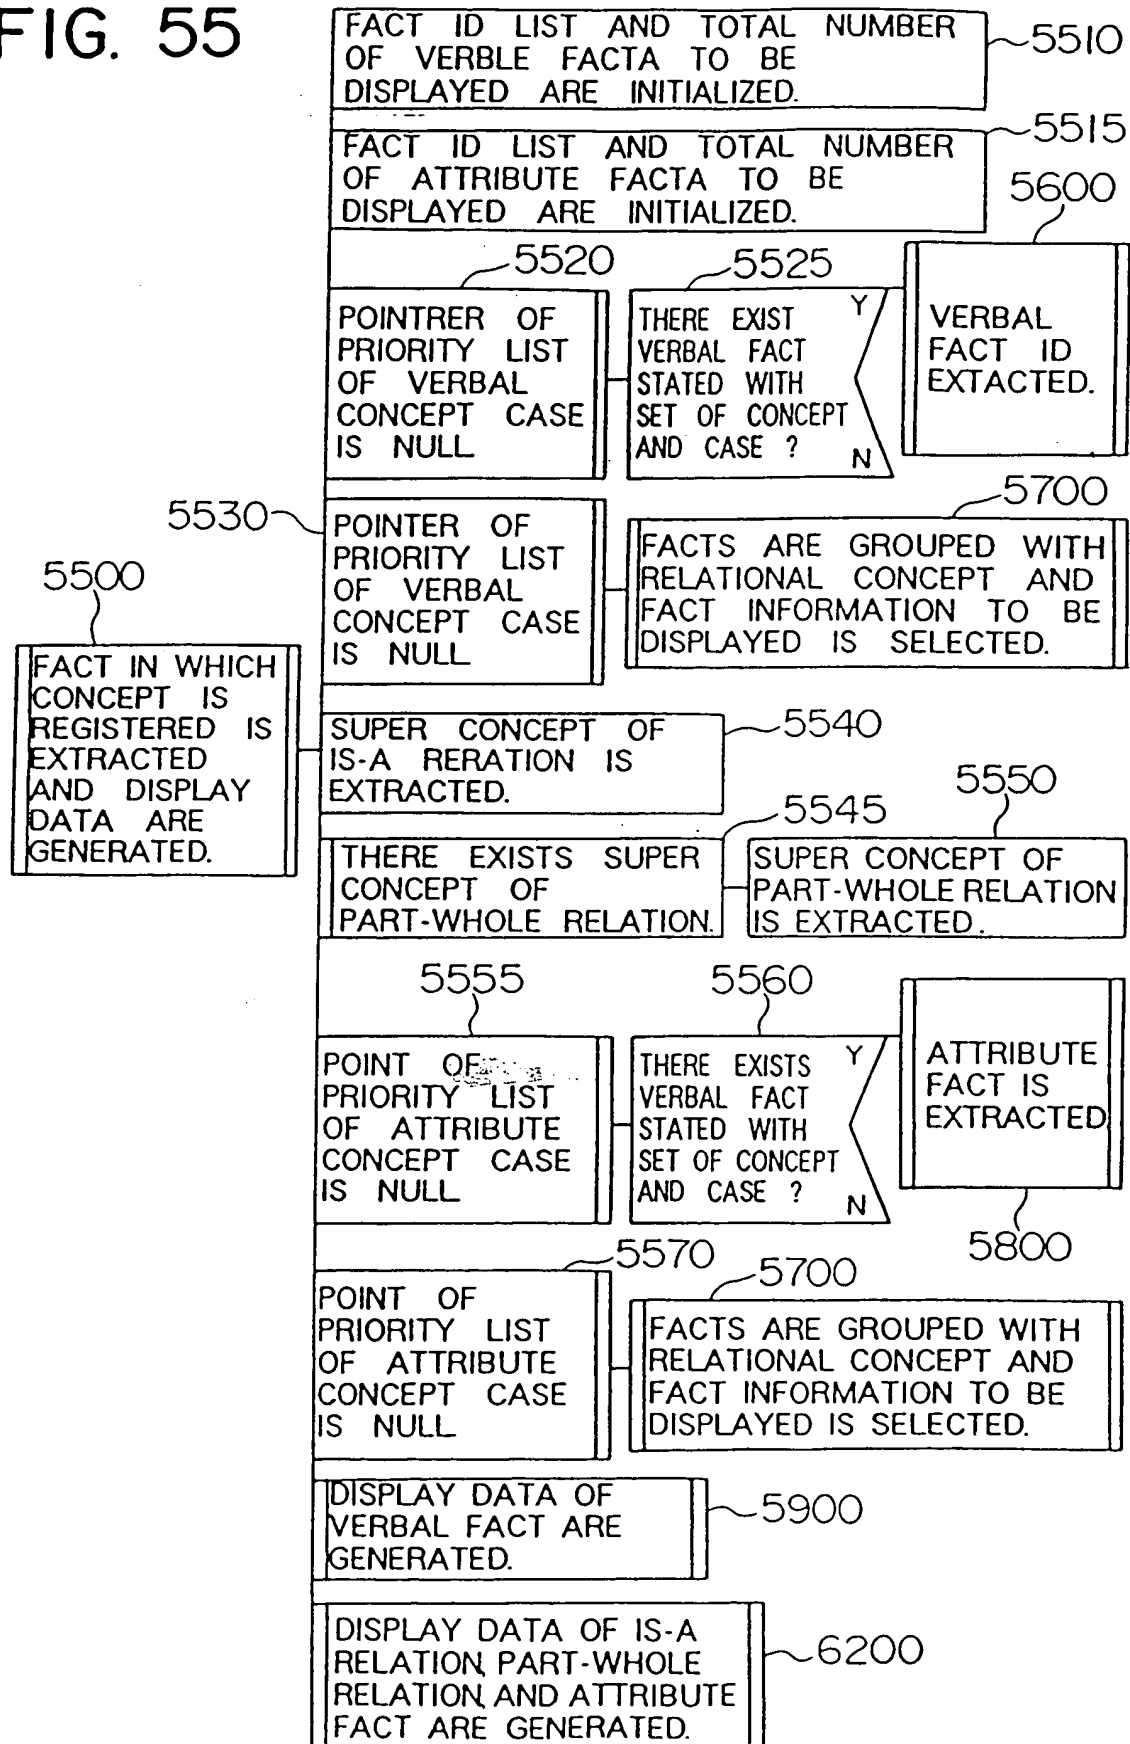 FIG. 55
FACT ID LIST AND TOTAL NUMBER
OF VERBLE FACTA TO BE
DISPLAYED ARE INITIALIZED.
5510
FACT ID LIST AND TOTAL NUMBER
OF ATTRIBUTE FACTA TO BE
DISPLAYED ARE INITIALIZED.
5515
5600
5520
5525
POINTRER OF
PRIORITY LIST
OF VERBAL
CONCEPT CASE
IS NULL
Y
THERE EXIST
VERBAL FACT
STATED WITH
SET OF CONCEPT
AND CASE ?
N
VERBAL
FACT ID
EXTACTED.
5530
POINTER OF
PRIORITY LIST
OF VERBAL
CONCEPT CASE
IS NULL
5700
FACTS ARE GROUPED WITH
RELATIONAL CONCEPT AND
FACT INFORMATION TO BE
DISPLAYED IS SELECTED.
5500
FACT IN WHICH
CONCEPT IS
REGISTERED IS
EXTRACTED
AND DISPLAY
DATA ARE
GENERATED.
SUPER CONCEPT OF
IS-A RERATION IS
EXTRACTED.
5540
5545
THERE EXISTS SUPER
CONCEPT OF
PART-WHOLE RELATION.
5550
SUPER CONCEPT OF
PART-WHOLE RELATION
IS EXTRACTED.
5555
5560
POINT OF
PRIORITY LIST
OF ATTRIBUTE
CONCEPT CASE
IS NULL
Y
THERE EXISTS
VERBAL FACT
STATED WITH
SET OF CONCEPT
AND CASE ?
N
ATTRIBUTE
FACT IS
EXTRACTED
5800
5570
POINT OF
PRIORITY LIST
OF ATTRIBUTE
CONCEPT CASE
IS NULL
5700
FACTS ARE GROUPED WITH
RELATIONAL CONCEPT AND
FACT INFORMATION TO BE
DISPLAYED IS SELECTED.
DISPLAY DATA OF
VERBAL FACT ARE
GENERATED.
5900
DISPLAY DATA OF IS-A
RELATION, PART-WHOLE
RELATION, AND ATTRIBUTE
FACT ARE GENERATED.
6200